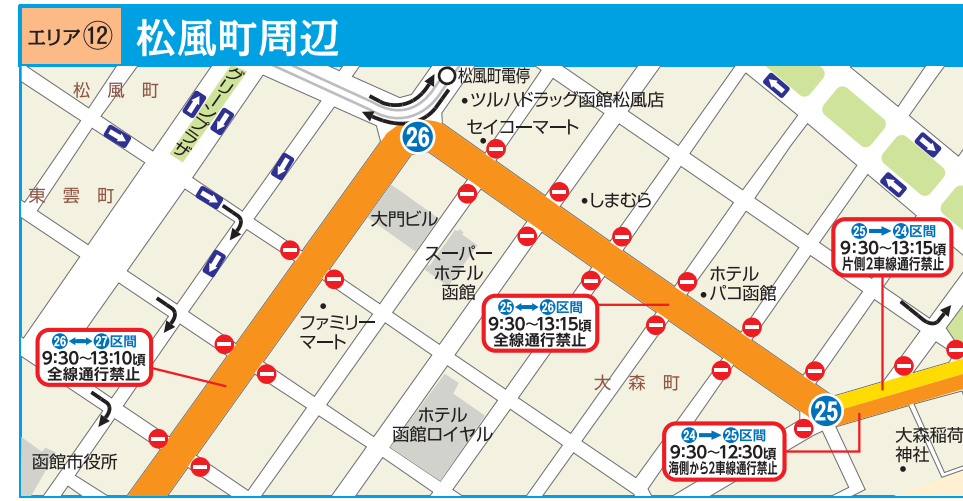 エリア⑫
松風町周辺
松風町電停
ツルハドラッグ函館松風店
セイコーマート
松風町
グリーンプラザ
26
東雲町
大門ビル
しまむら
スーパー
ホテル
函館
25→24区間
9:30～13:15頃
片側2車線通行禁止
ホテル
パコ函館
25↔26区間
9:30～13:15頃
全線通行禁止
ファミリー
マート
26↔27区間
9:30～13:10頃
全線通行禁止
大森町
ホテル
函館ロイヤル
25
24→25区間
9:30～12:30頃
海側から2車線通行禁止
大森稲荷
神社
函館市役所